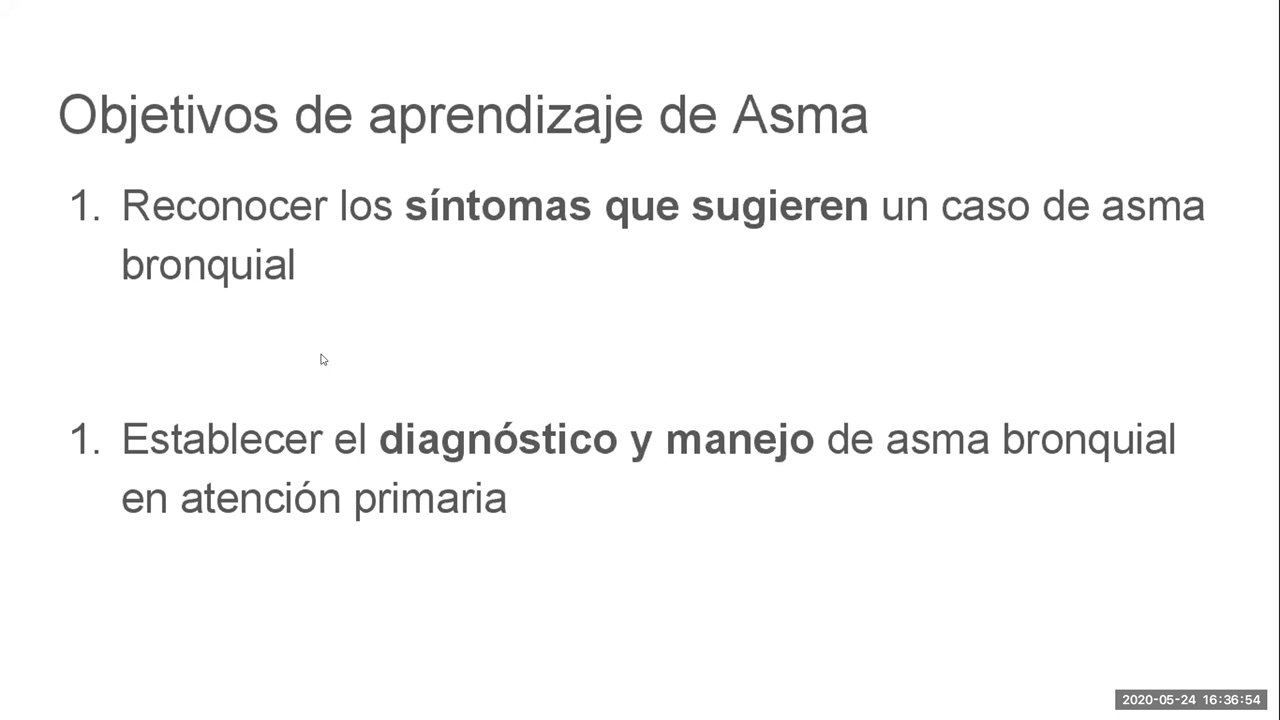 Objetivos de aprendizaje de Asma
1. Reconocer los síntomas que sugieren un caso de asma
bronquial
1. Establecer el diagnóstico y manejo de asma bronquial
en atención primaria
2020-05-24 16:36:54